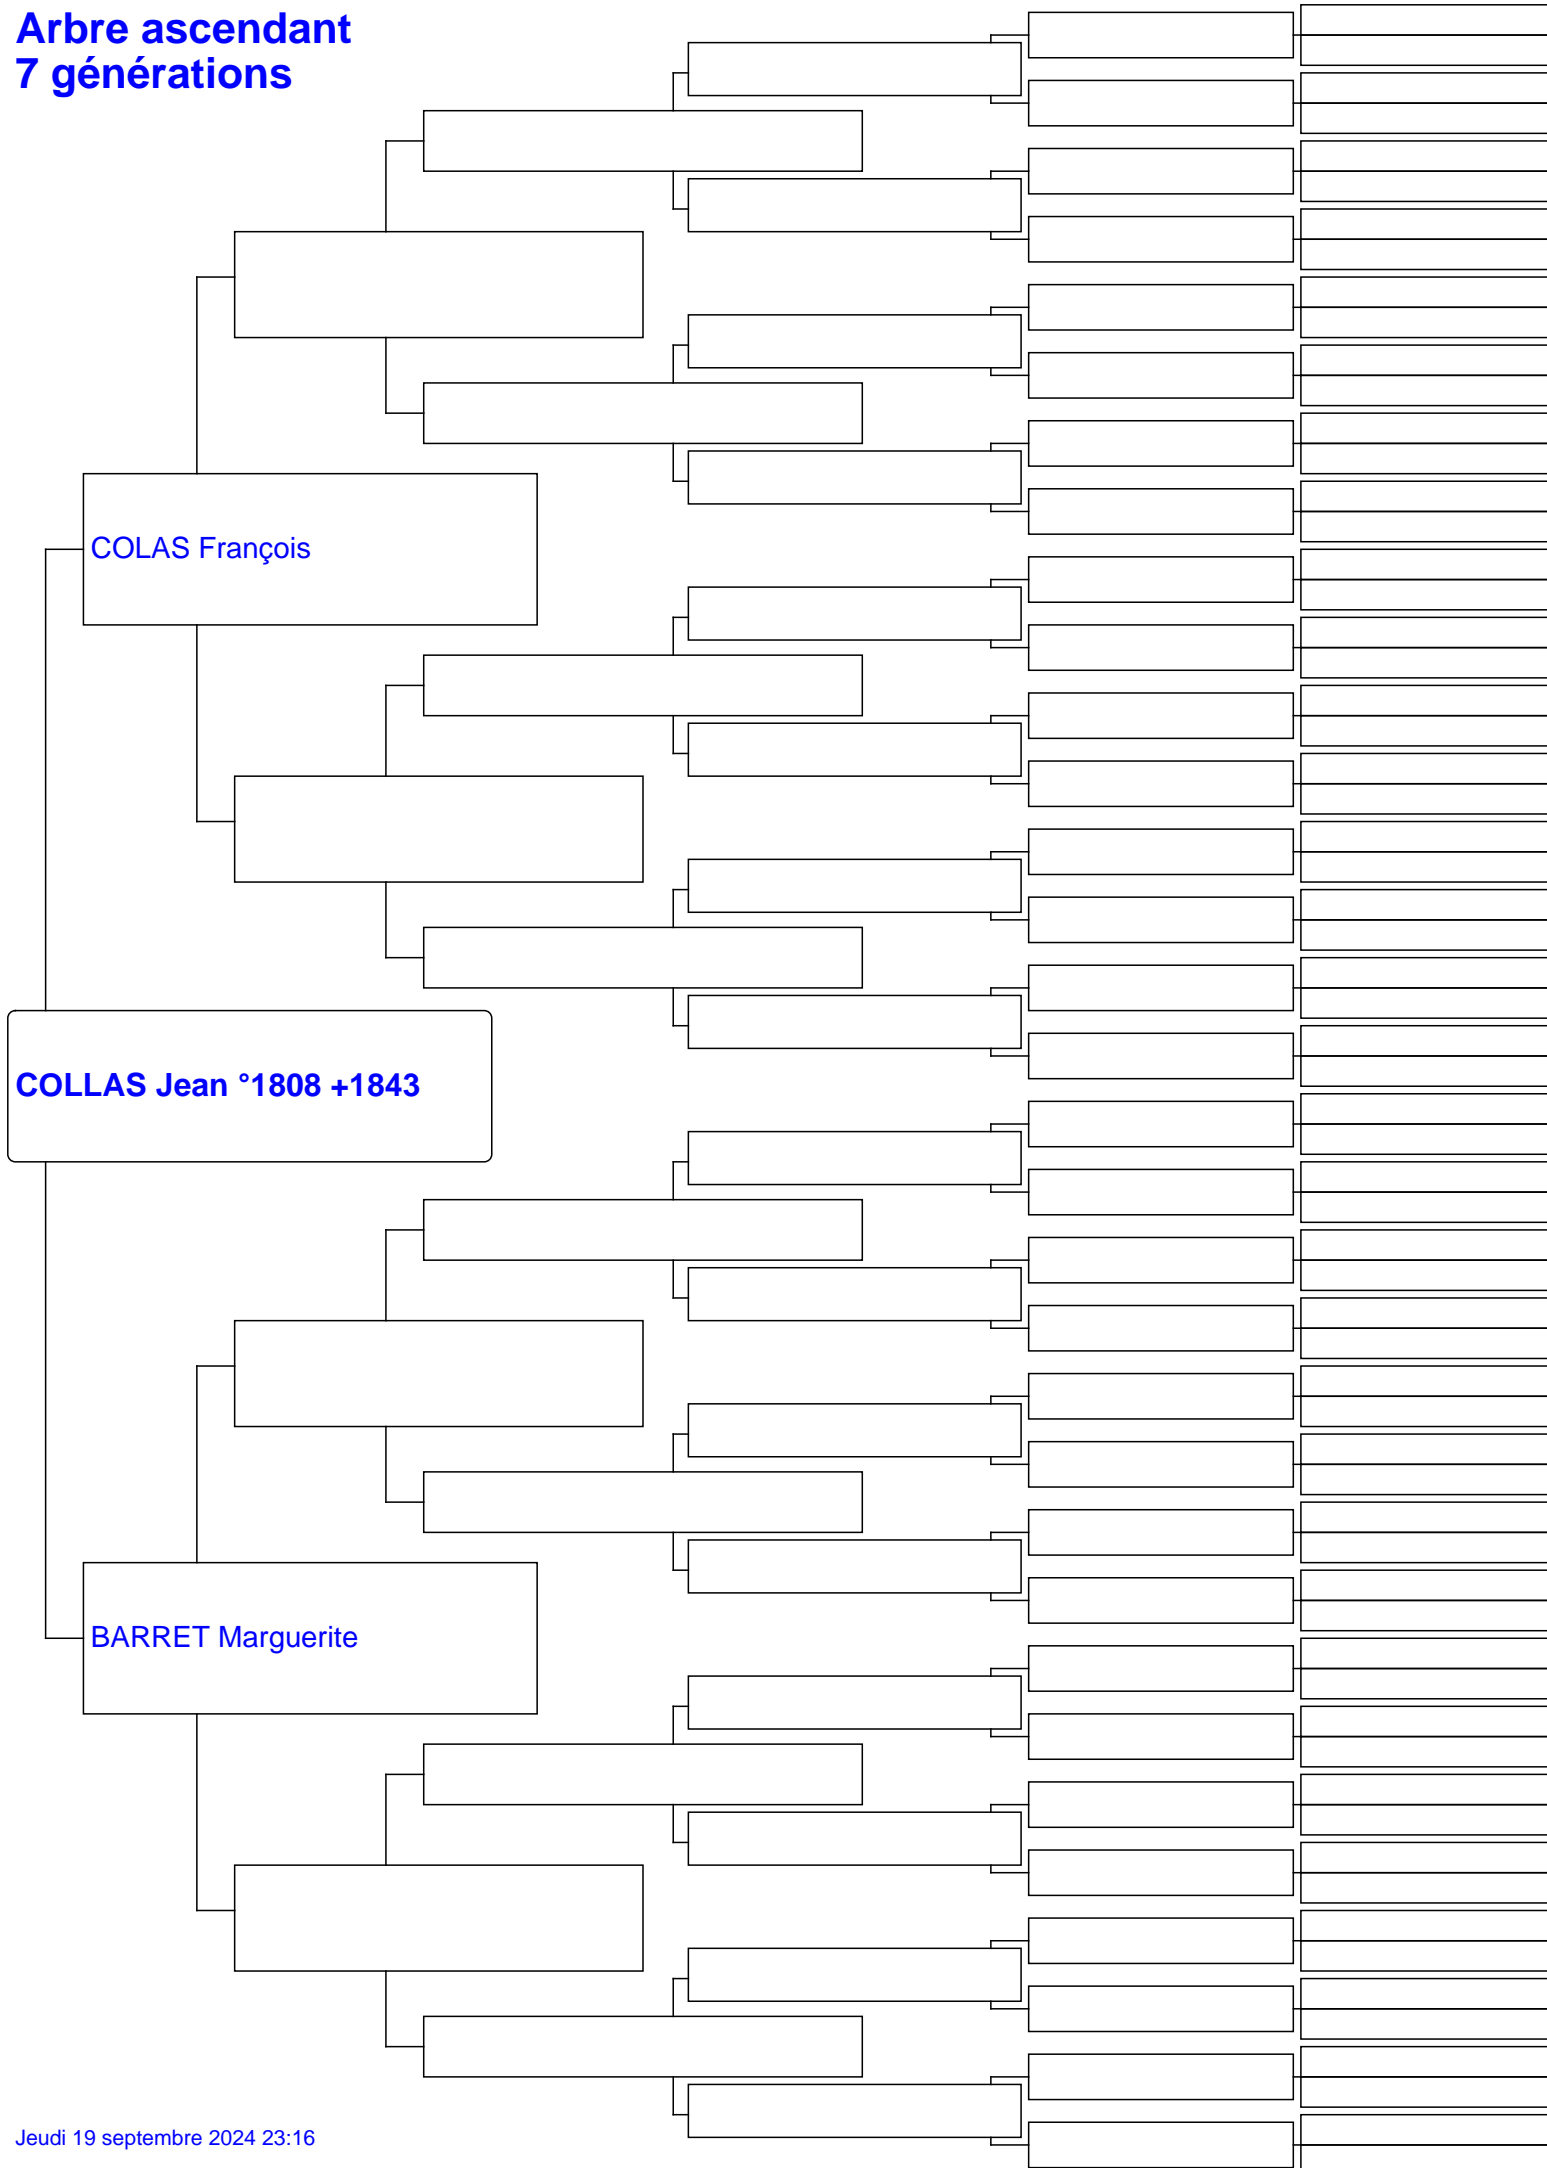 Arbre ascendant
7 générations
COLAS François
COLLAS Jean °1808 +1843
BARRET Marguerite
Jeudi 19 septembre 2024 23:16